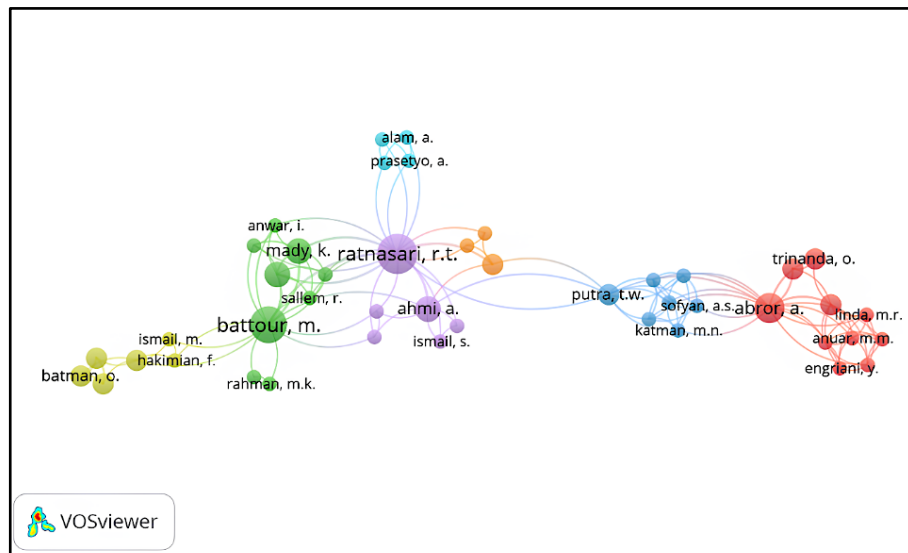 alam, a.
prasetyo, a.
anwar, i.
mady, k.
ratnasari, r.t.
trinanda, o.
sallem, r.
putra, t.w.
sofyan, a.s.
abror, a.
ahmi, a.
linda, m.r.
battour, m.
katman, m.n.
anuar, m.m.
ismail, m.
ismail, s.
hakimian, f.
engriani, y.
batman, o.
rahman, m.k.
VOSviewer